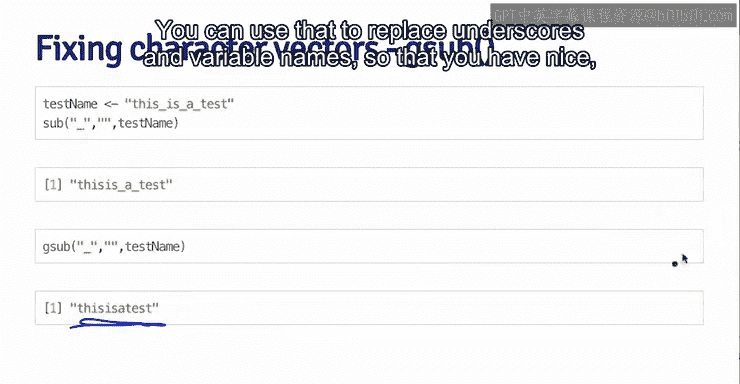 Fixing character vectors - gsub()
You can use that to replace underscores
and variable names, so that you have nice,
testName <- "this_is_a_test"
sub("_","",testName)
[1] "thisis_a_test"
gsub("_","",testName)
[1] "thisisatest"